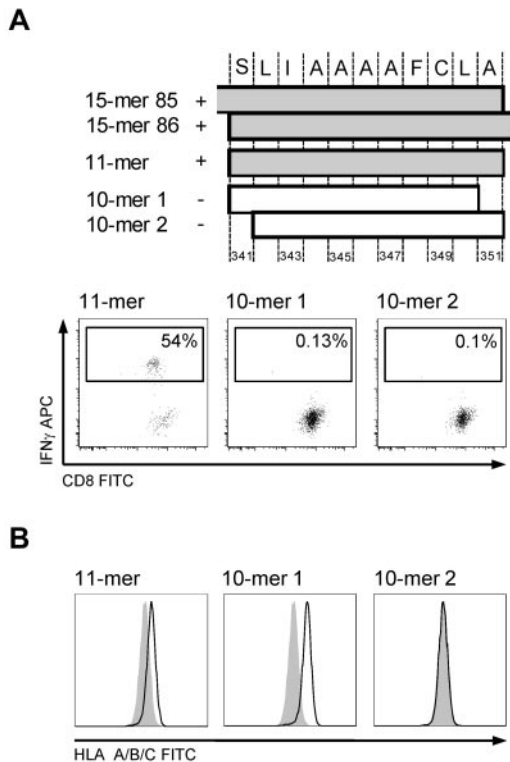 A
S L I A A A A F C L A
15-mer 85 +
15-mer 86 +
11-mer +
10-mer 1 -
10-mer 2 -
341 343 345 347 349 351
11-mer 10-mer 1 10-mer 2
54% 0.13% 0.1%
IFNγ APC
CD8 FITC
B
11-mer 10-mer 1 10-mer 2
HLA A/B/C FITC